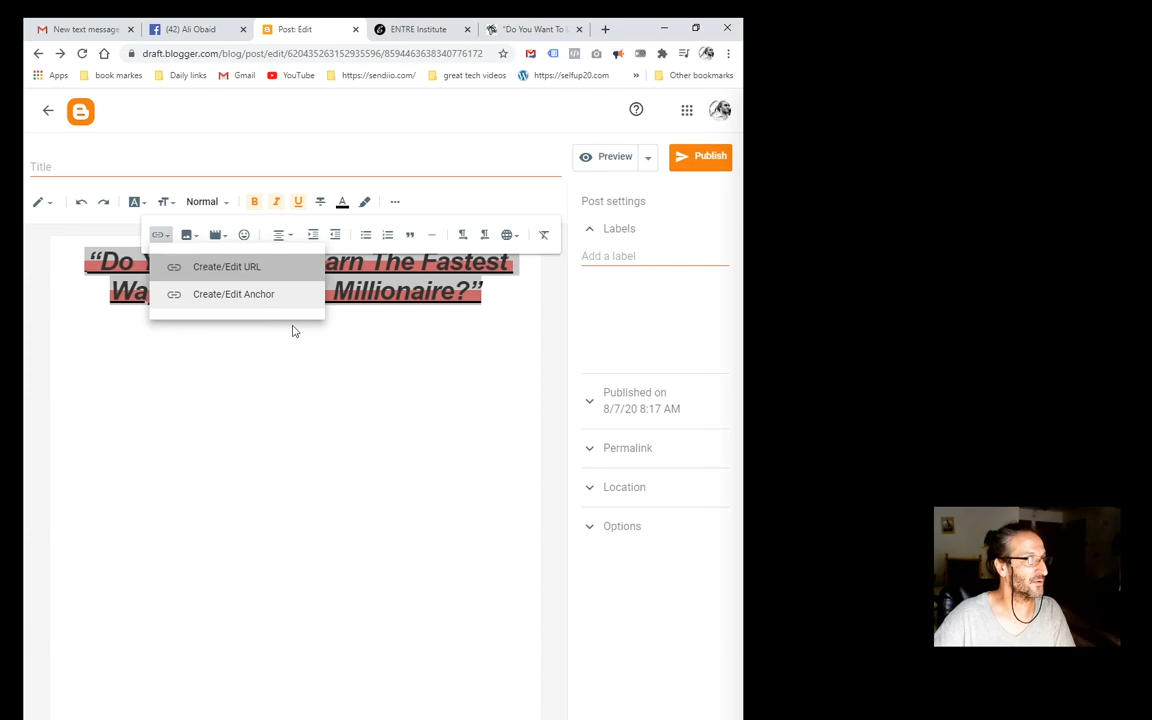 New text message
(42) Ali Obaid
Post: Edit
ENTRE Institute
"Do You Want To
draft.blogger.com/blog/post/edit/620435263152935596/8594463638340776172
Apps
book markes
Daily links
Gmail
YouTube
https://sendiio.com/
great tech videos
https://selfup20.com
»
Other bookmarks
Title
Preview
Publish
Normal
B I U A
Post settings
Labels
Add a label
Create/Edit URL
Create/Edit Anchor
“Do Y arn The Fastest
Wa Millionaire?”
Published on
8/7/20 8:17 AM
Permalink
Location
Options